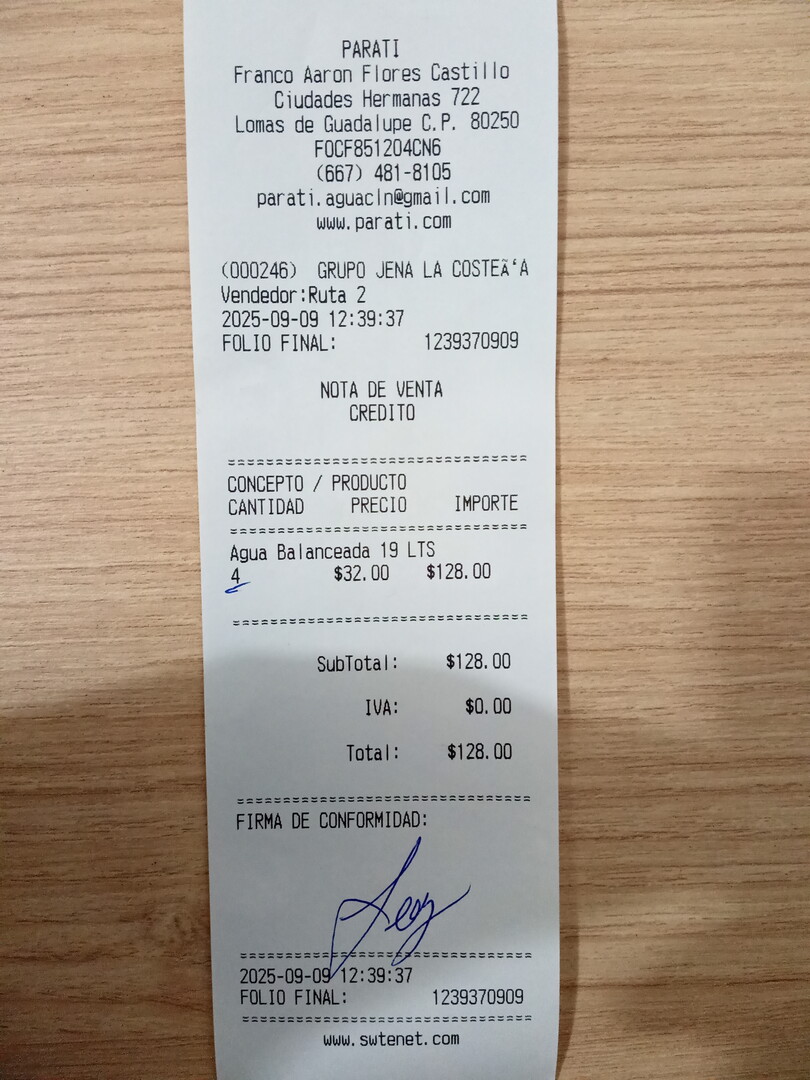 PARATI
Franco Aaron Flores Castillo
Ciudades Hermanas 722
Lomas de Guadalupe C.P. 80250
FOCF851204CN6
(667) 481-8105
parati.aguacln@gmail.com
www.parati.com
(000246) GRUPO JENA LA COSTEÃ‘A
Vendedor:Ruta 2
2025-09-09 12:39:37
FOLIO FINAL: 1239370909
NOTA DE VENTA
CREDITO
==============================
CONCEPTO / PRODUCTO
CANTIDAD PRECIO IMPORTE
==============================
Agua Balanceada 19 LTS
4 $32.00 $128.00
==============================
SubTotal: $128.00
IVA: $0.00
Total: $128.00
==============================
FIRMA DE CONFORMIDAD:
==============================
2025-09-09 12:39:37
FOLIO FINAL: 1239370909
==============================
www.swtenet.com